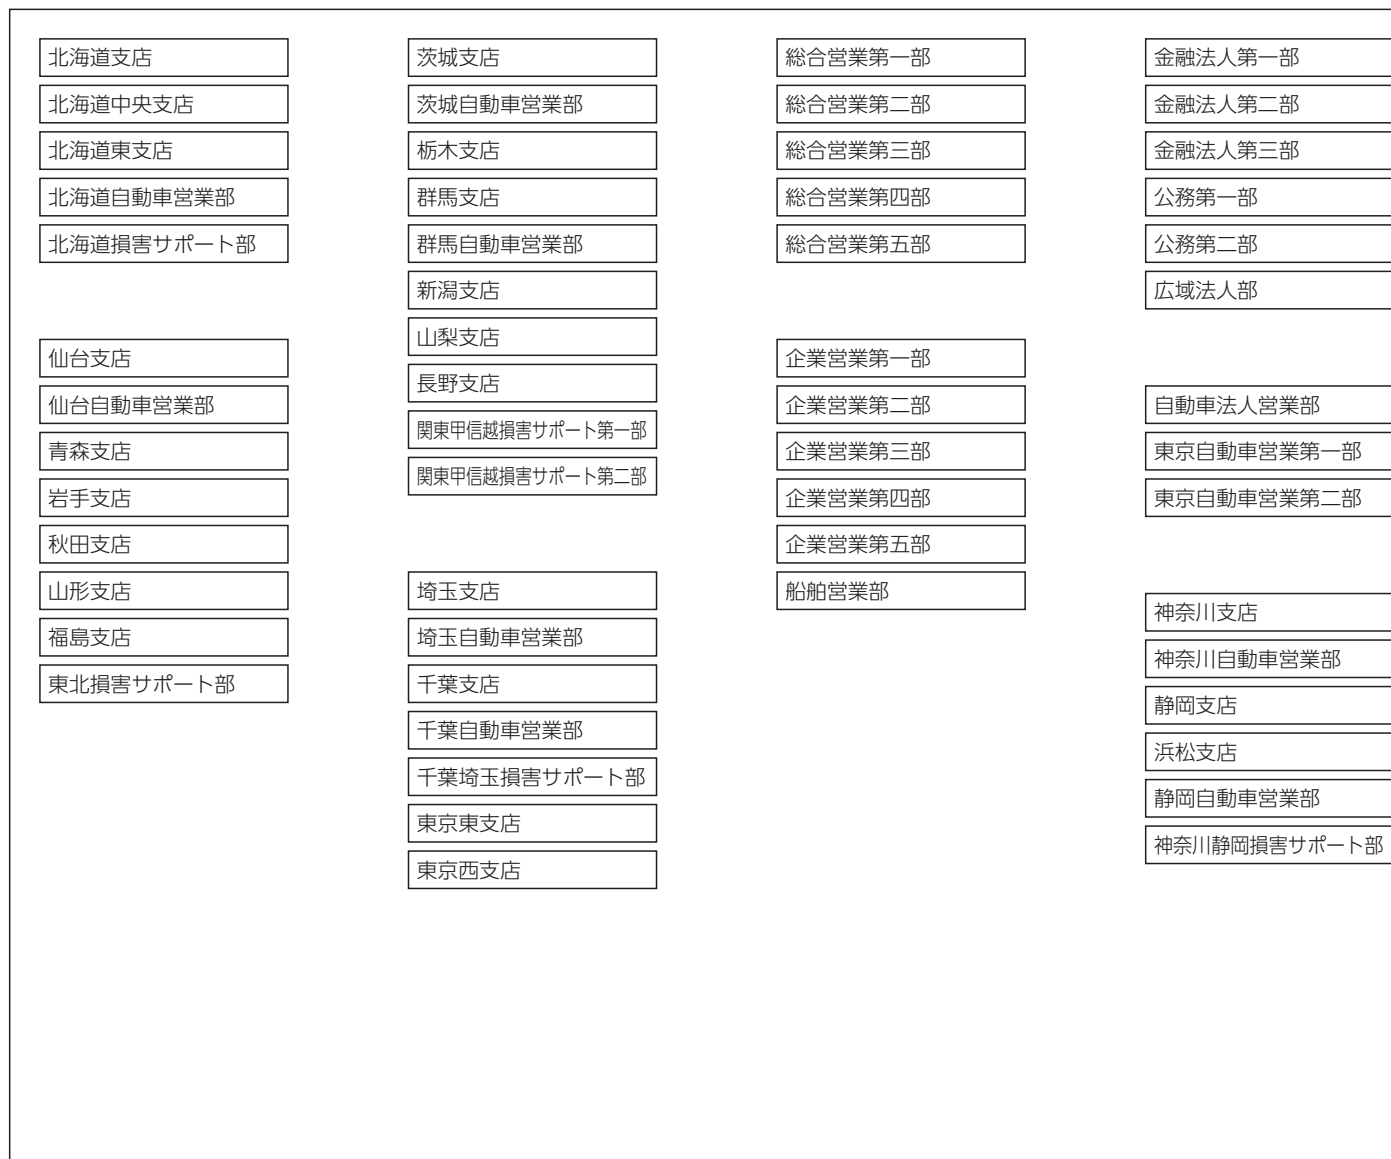 北海道支店
北海道中央支店
北海道東支店
北海道自動車営業部
北海道損害サポート部
仙台支店
仙台自動車営業部
青森支店
岩手支店
秋田支店
山形支店
福島支店
東北損害サポート部
茨城支店
茨城自動車営業部
栃木支店
群馬支店
群馬自動車営業部
新潟支店
山梨支店
長野支店
関東甲信越損害サポート第一部
関東甲信越損害サポート第二部
埼玉支店
埼玉自動車営業部
千葉支店
千葉自動車営業部
千葉埼玉損害サポート部
東京東支店
東京西支店
総合営業第一部
総合営業第二部
総合営業第三部
総合営業第四部
総合営業第五部
企業営業第一部
企業営業第二部
企業営業第三部
企業営業第四部
企業営業第五部
船舶営業部
金融法人第一部
金融法人第二部
金融法人第三部
公務第一部
公務第二部
広域法人部
自動車法人営業部
東京自動車営業第一部
東京自動車営業第二部
神奈川支店
神奈川自動車営業部
静岡支店
浜松支店
静岡自動車営業部
神奈川静岡損害サポート部